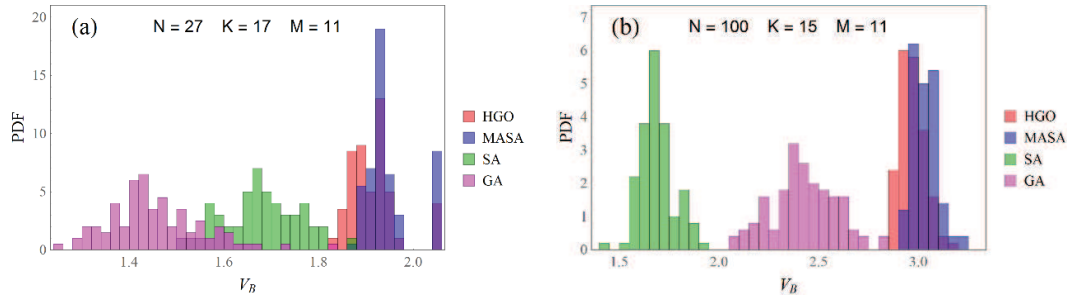 (a) N = 27 K = 17 M = 11
20
15
10
5
0
PDF
1.4 1.6 1.8 2.0
V_B
HGO
MASA
SA
GA
(b) N = 100 K = 15 M = 11
7
6
5
4
3
2
1
0
PDF
1.5 2.0 2.5 3.0
V_B
HGO
MASA
SA
GA